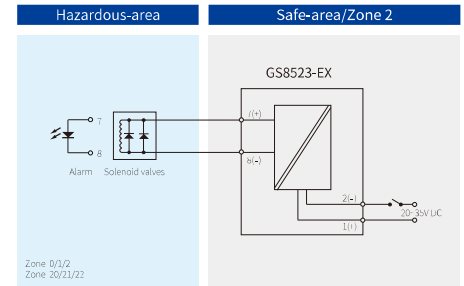 Hazardous-area
Safe-area/Zone 2
GS8523-EX
7
7(+)
8
8(-)
Alarm
Solenoid valves
2(-)
20~35V DC
1(+)
Zone 0/1/2
Zone 20/21/22